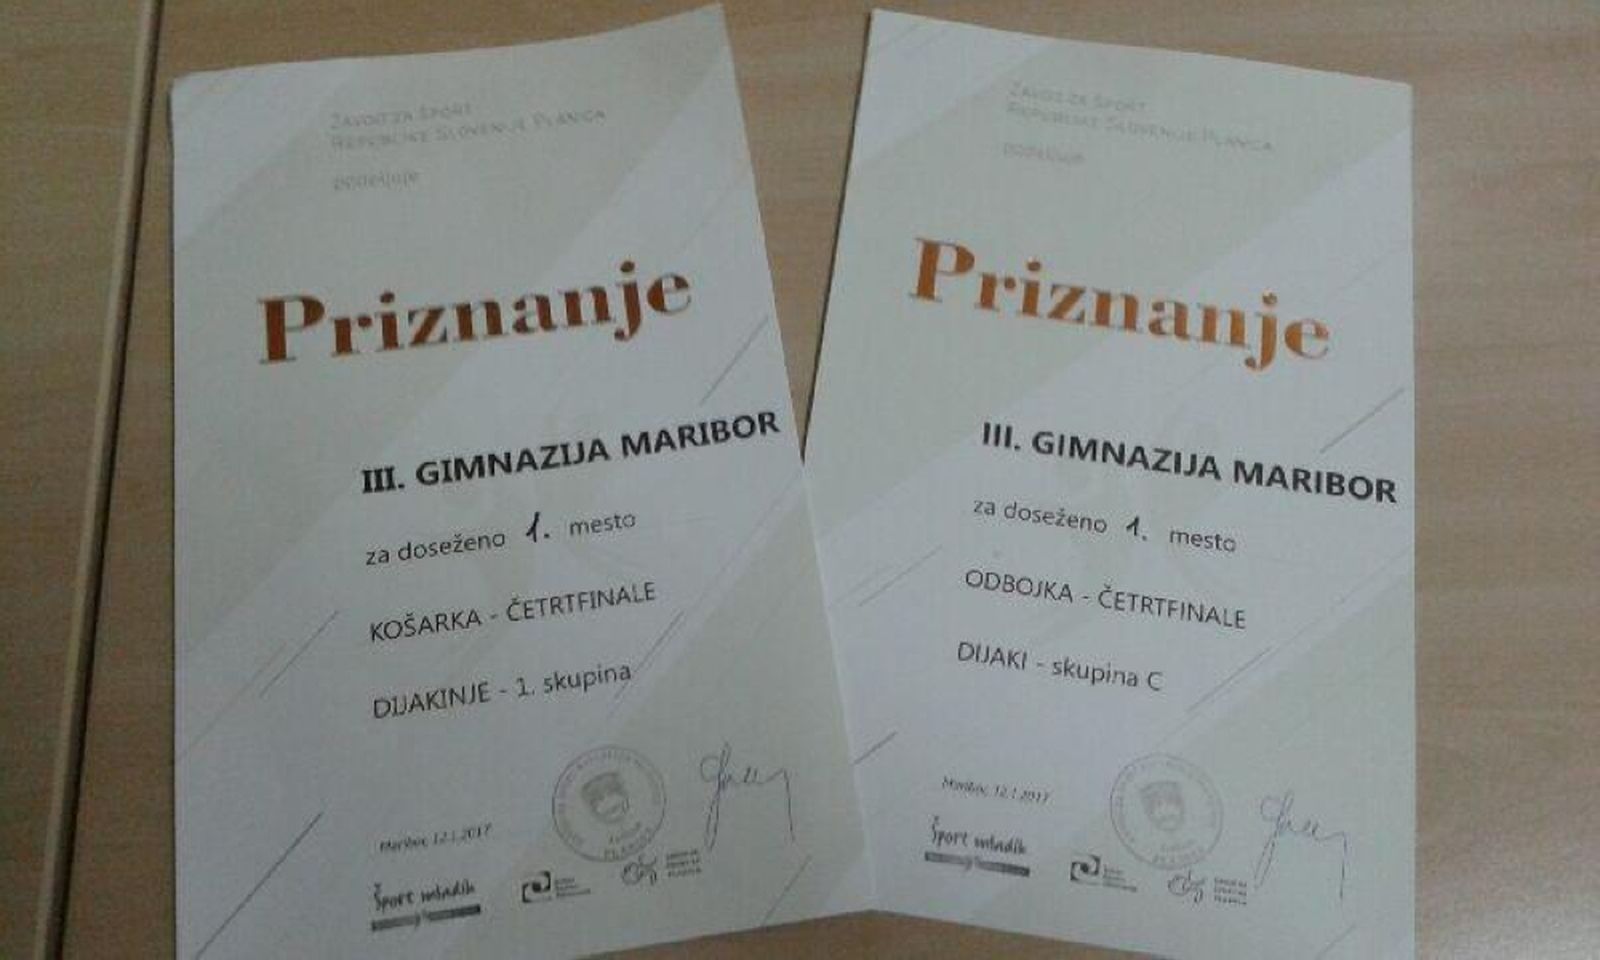 ZAVOD ZA ŠPORT
REPUBLIKE SLOVENIJE PLANICA
podeljuje
Priznanje
III. GIMNAZIJA MARIBOR
za doseženo 1. mesto
KOŠARKA - ČETRTFINALE
DIJAKINJE - 1. skupina
Maribor, 12.1.2017
Šport mladih
ZAVOD ZA ŠPORT
REPUBLIKE SLOVENIJE PLANICA
podeljuje
Priznanje
III. GIMNAZIJA MARIBOR
za doseženo 1. mesto
ODBOJKA - ČETRTFINALE
DIJAKI - skupina C
Maribor, 12.1.2017
Šport mladih